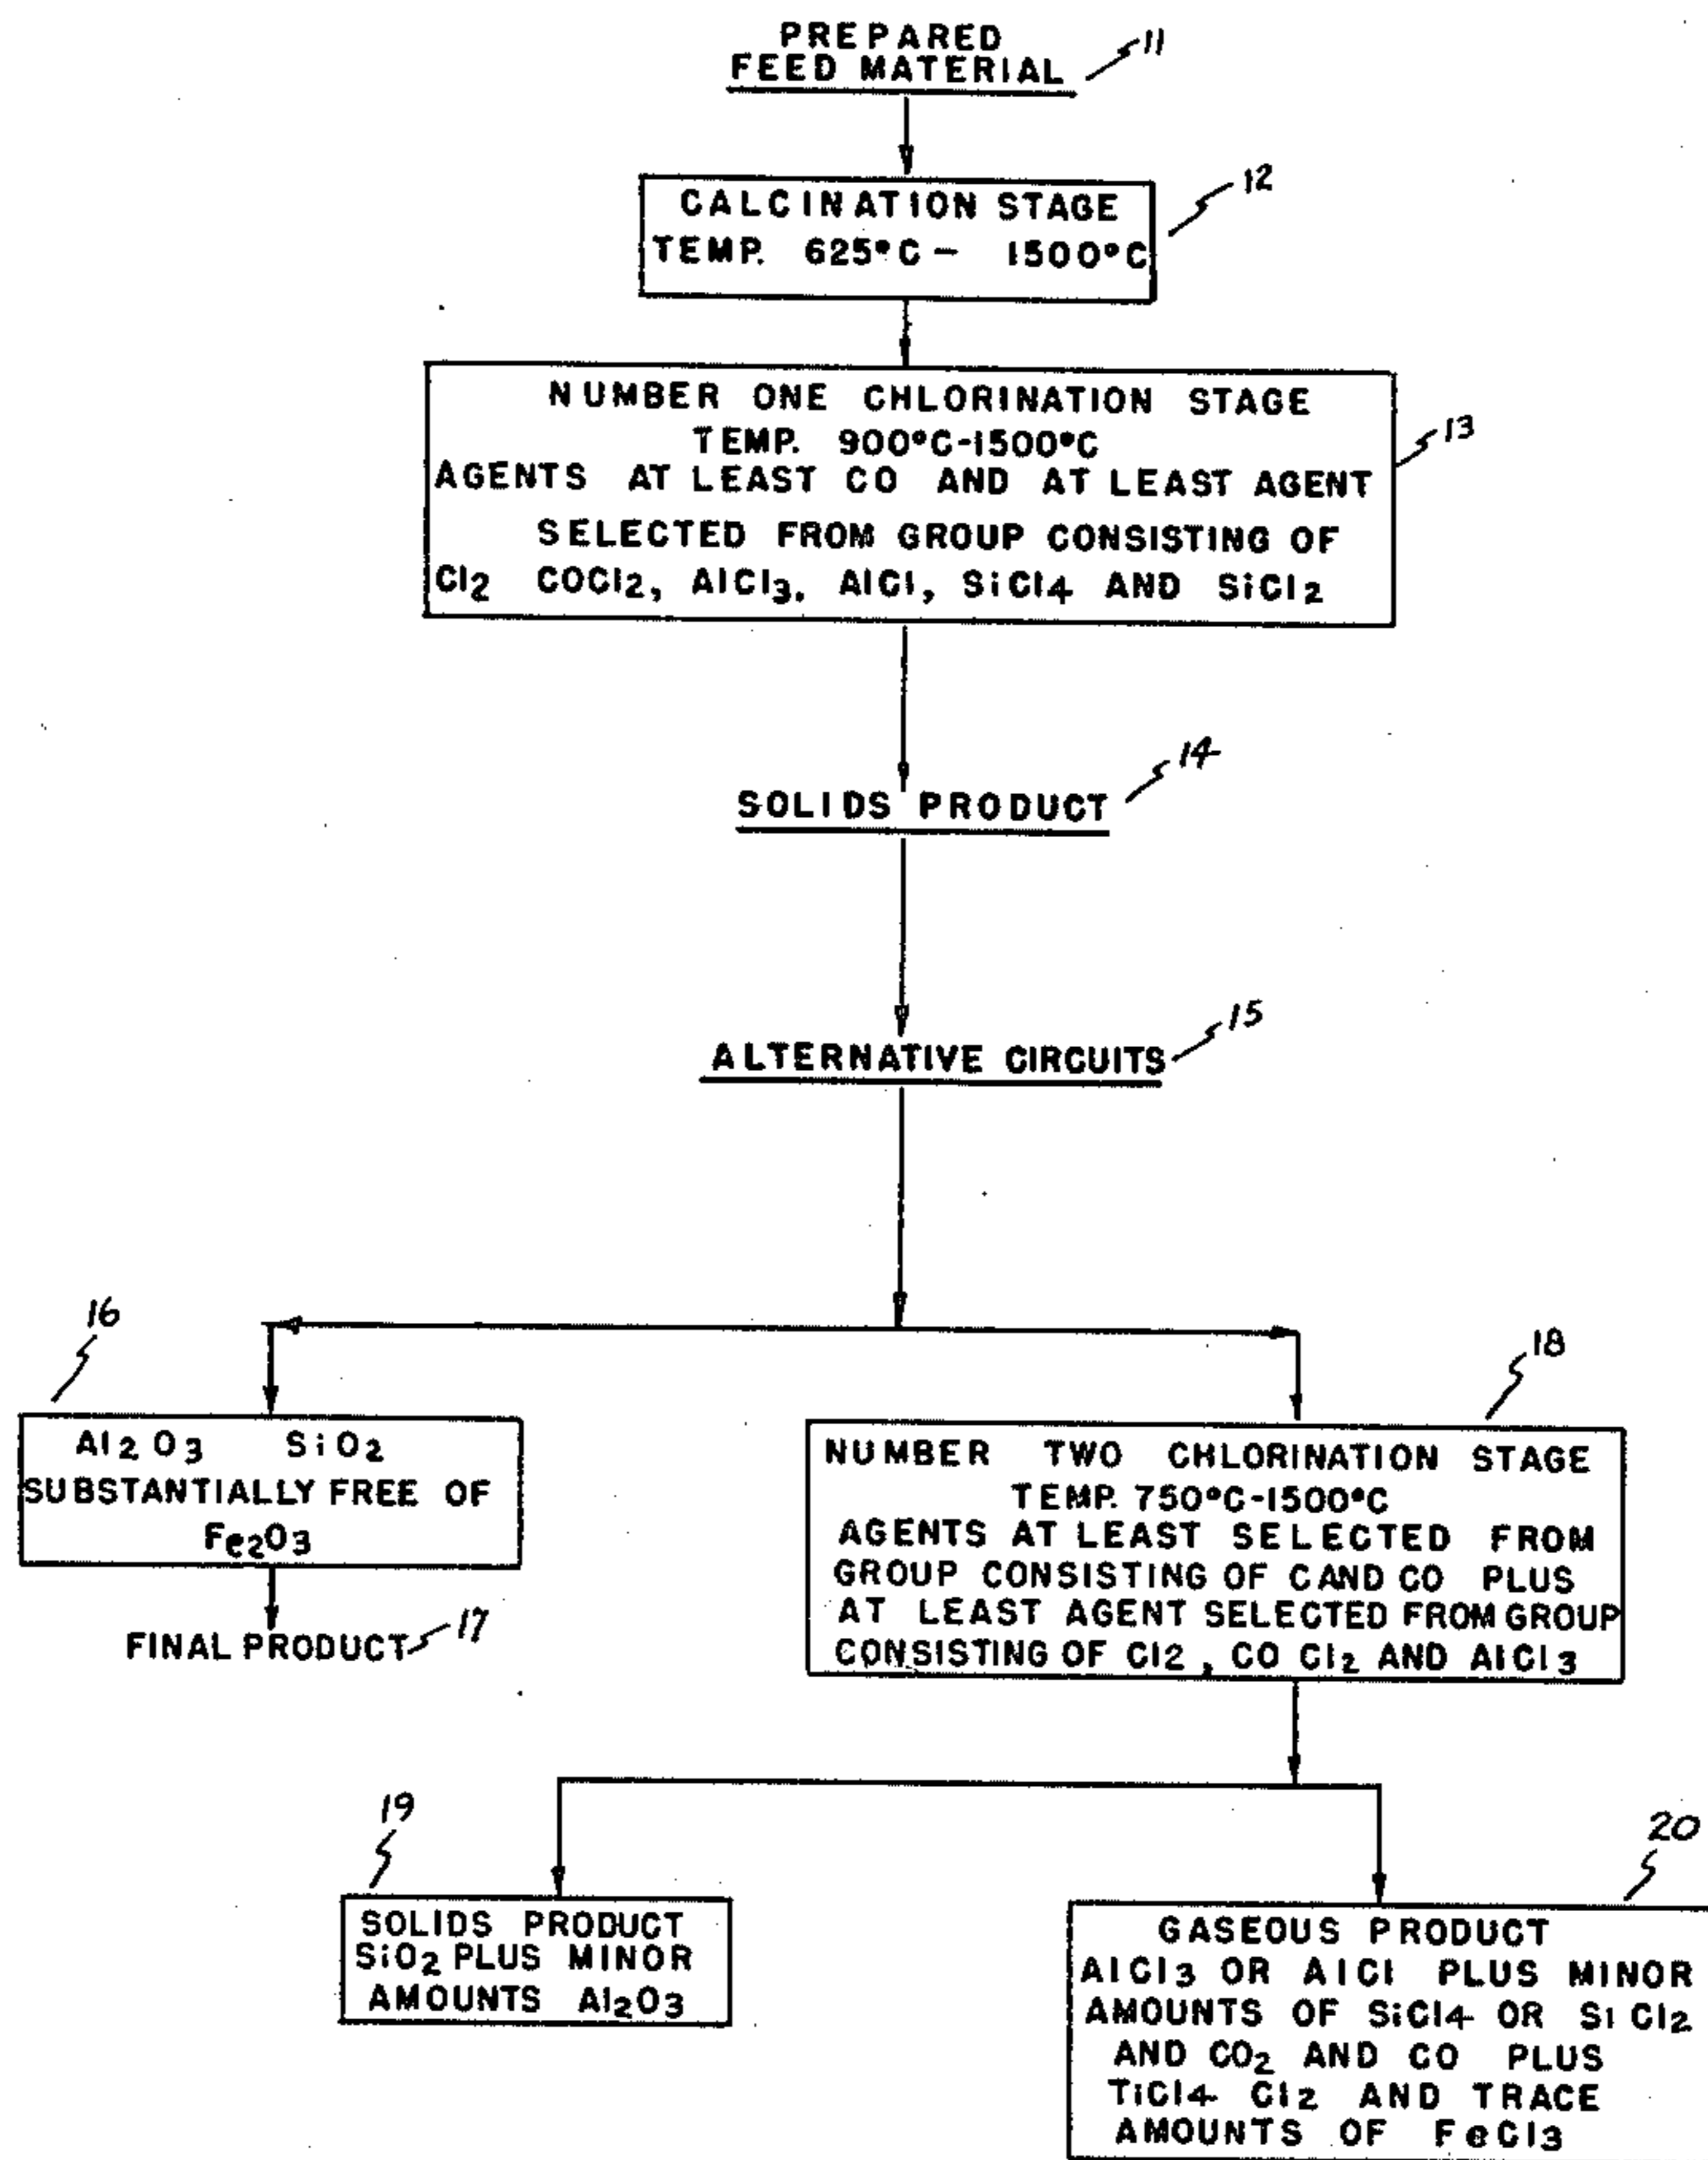 PREPARED
FEED MATERIAL 11
CALCINATION STAGE 12
TEMP. 625°C - 1500°C
NUMBER ONE CHLORINATION STAGE
TEMP. 900°C-1500°C 13
AGENTS AT LEAST CO AND AT LEAST AGENT
SELECTED FROM GROUP CONSISTING OF
Cl2 COCl2, AlCl3. AlCl, SiCl4 AND SiCl2
14
SOLIDS PRODUCT
15
ALTERNATIVE CIRCUITS
16
Al2O3 SiO2
SUBSTANTIALLY FREE OF
Fe2O3
FINAL PRODUCT 17
18
NUMBER TWO CHLORINATION STAGE
TEMP. 750°C-1500°C
AGENTS AT LEAST SELECTED FROM
GROUP CONSISTING OF C AND CO PLUS
AT LEAST AGENT SELECTED FROM GROUP
CONSISTING OF Cl2, CO Cl2 AND AlCl3
19
SOLIDS PRODUCT
SiO2 PLUS MINOR
AMOUNTS Al2O3
20
GASEOUS PRODUCT
AlCl3 OR AlCl PLUS MINOR
AMOUNTS OF SiCl4 OR Si Cl2
AND CO2 AND CO PLUS
TiCl4 Cl2 AND TRACE
AMOUNTS OF FeCl3